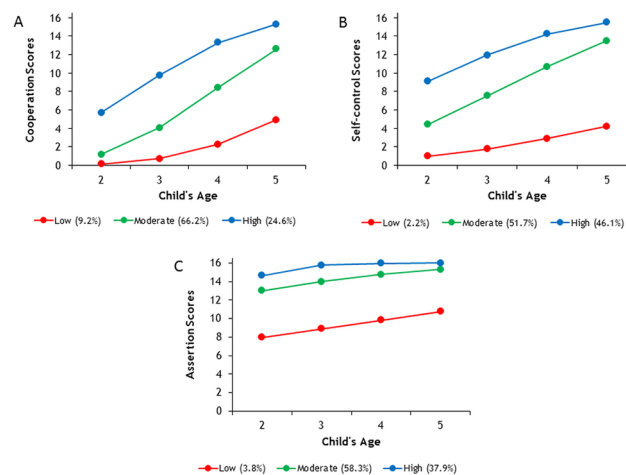 A
Cooperation Scores
16
14
12
10
8
6
4
2
0
2 3 4 5
Child's Age
Low (9.2%) Moderate (66.2%) High (24.6%)
B
Self-control Scores
16
14
12
10
8
6
4
2
0
2 3 4 5
Child's Age
Low (2.2%) Moderate (51.7%) High (46.1%)
C
Assertion Scores
16
14
12
10
8
6
4
2
0
2 3 4 5
Child's Age
Low (3.8%) Moderate (58.3%) High (37.9%)